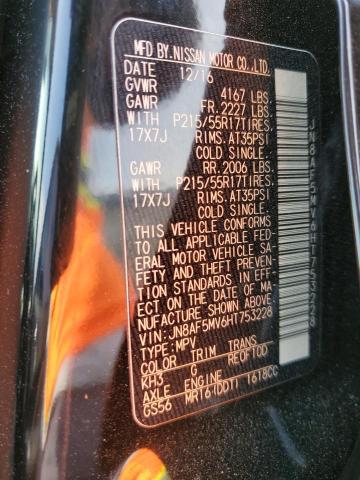 MFD BY NISSAN MOTOR CO.,LTD.
DATE 12/16
GVWR 4167 LBS.
GAWR FR. 2227 LBS.
WITH P215/55R17TIRES,
17X7J RIMS, AT35PSI
COLD SINGLE.
GAWR RR. 2006 LBS.
WITH P215/55R17TIRES,
17X7J RIMS, AT35PSI
COLD SINGLE.
THIS VEHICLE CONFORMS
TO ALL APPLICABLE FED-
ERAL MOTOR VEHICLE SA-
FETY AND THEFT PREVEN-
TION STANDARDS IN EFF-
ECT ON THE DATE OF MA-
NUFACTURE SHOWN ABOVE.
VIN:JN8AF5MV6HT753228
TYPE:MPV
COLOR TRIM TRANS
KH3 G RE0F10D
AXLE ENGINE
GS56 MR16(DDT) 1618CC
JN8AF5MV6HT753228